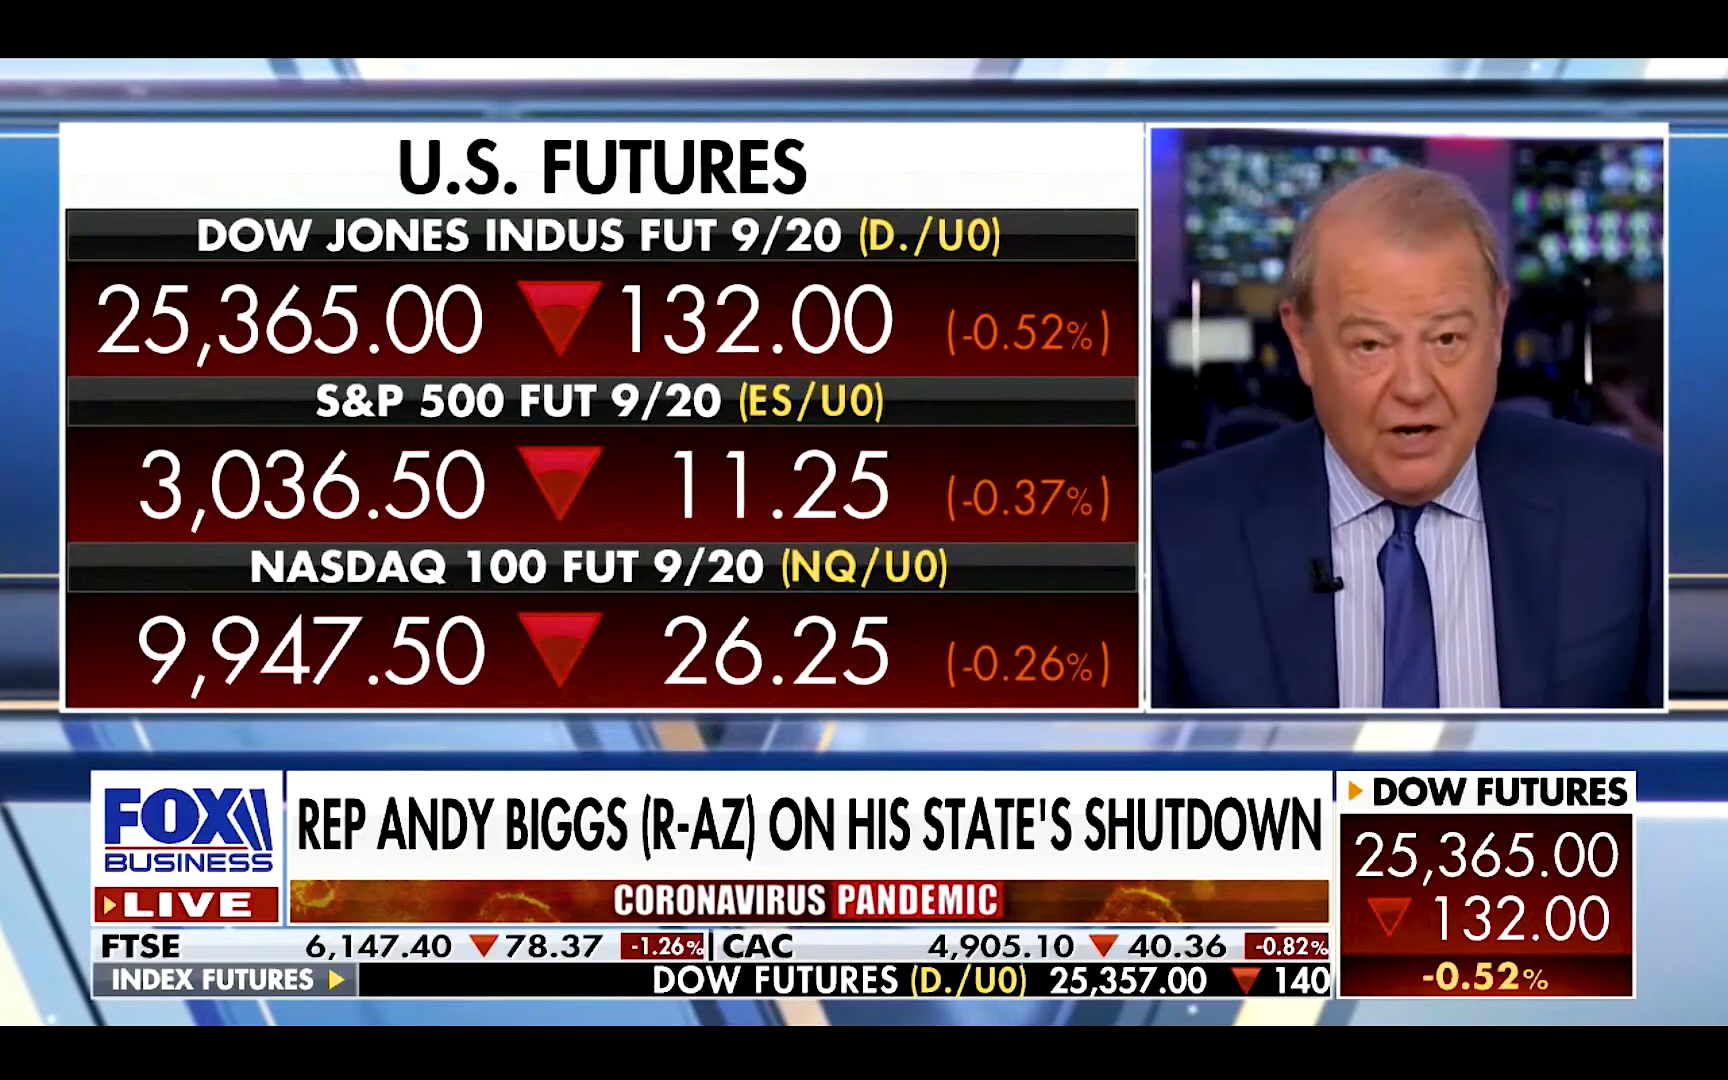 U.S. FUTURES
DOW JONES INDUS FUT 9/20 (D./U0)
25,365.00 ▼ 132.00 (-0.52%)
S&P 500 FUT 9/20 (ES/U0)
3,036.50 ▼ 11.25 (-0.37%)
NASDAQ 100 FUT 9/20 (NQ/U0)
9,947.50 ▼ 26.25 (-0.26%)
FOX
BUSINESS
LIVE
REP ANDY BIGGS (R-AZ) ON HIS STATE'S SHUTDOWN
CORONAVIRUS PANDEMIC
FTSE 6,147.40 ▼ 78.37 -1.26% CAC 4,905.10 ▼ 40.36 -0.82%
INDEX FUTURES DOW FUTURES (D./U0) 25,357.00 ▼ 140
DOW FUTURES
25,365.00
▼ 132.00
-0.52%